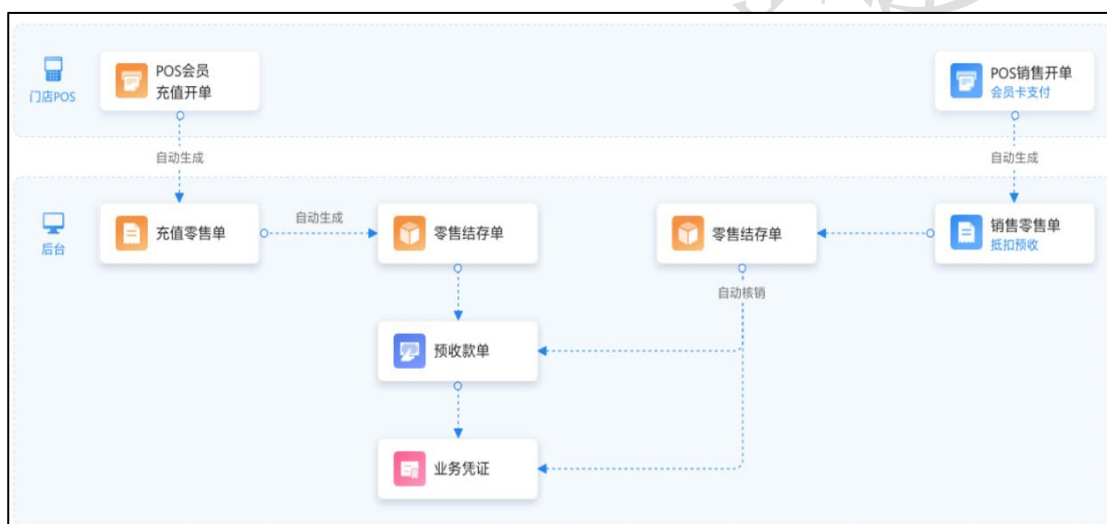 POS会员
充值开单
POS销售开单
会员卡支付
门店POS
自动生成
自动生成
后台
充值零售单
自动生成
零售结存单
零售结存单
销售零售单
抵扣预收
自动核销
预收款单
业务凭证